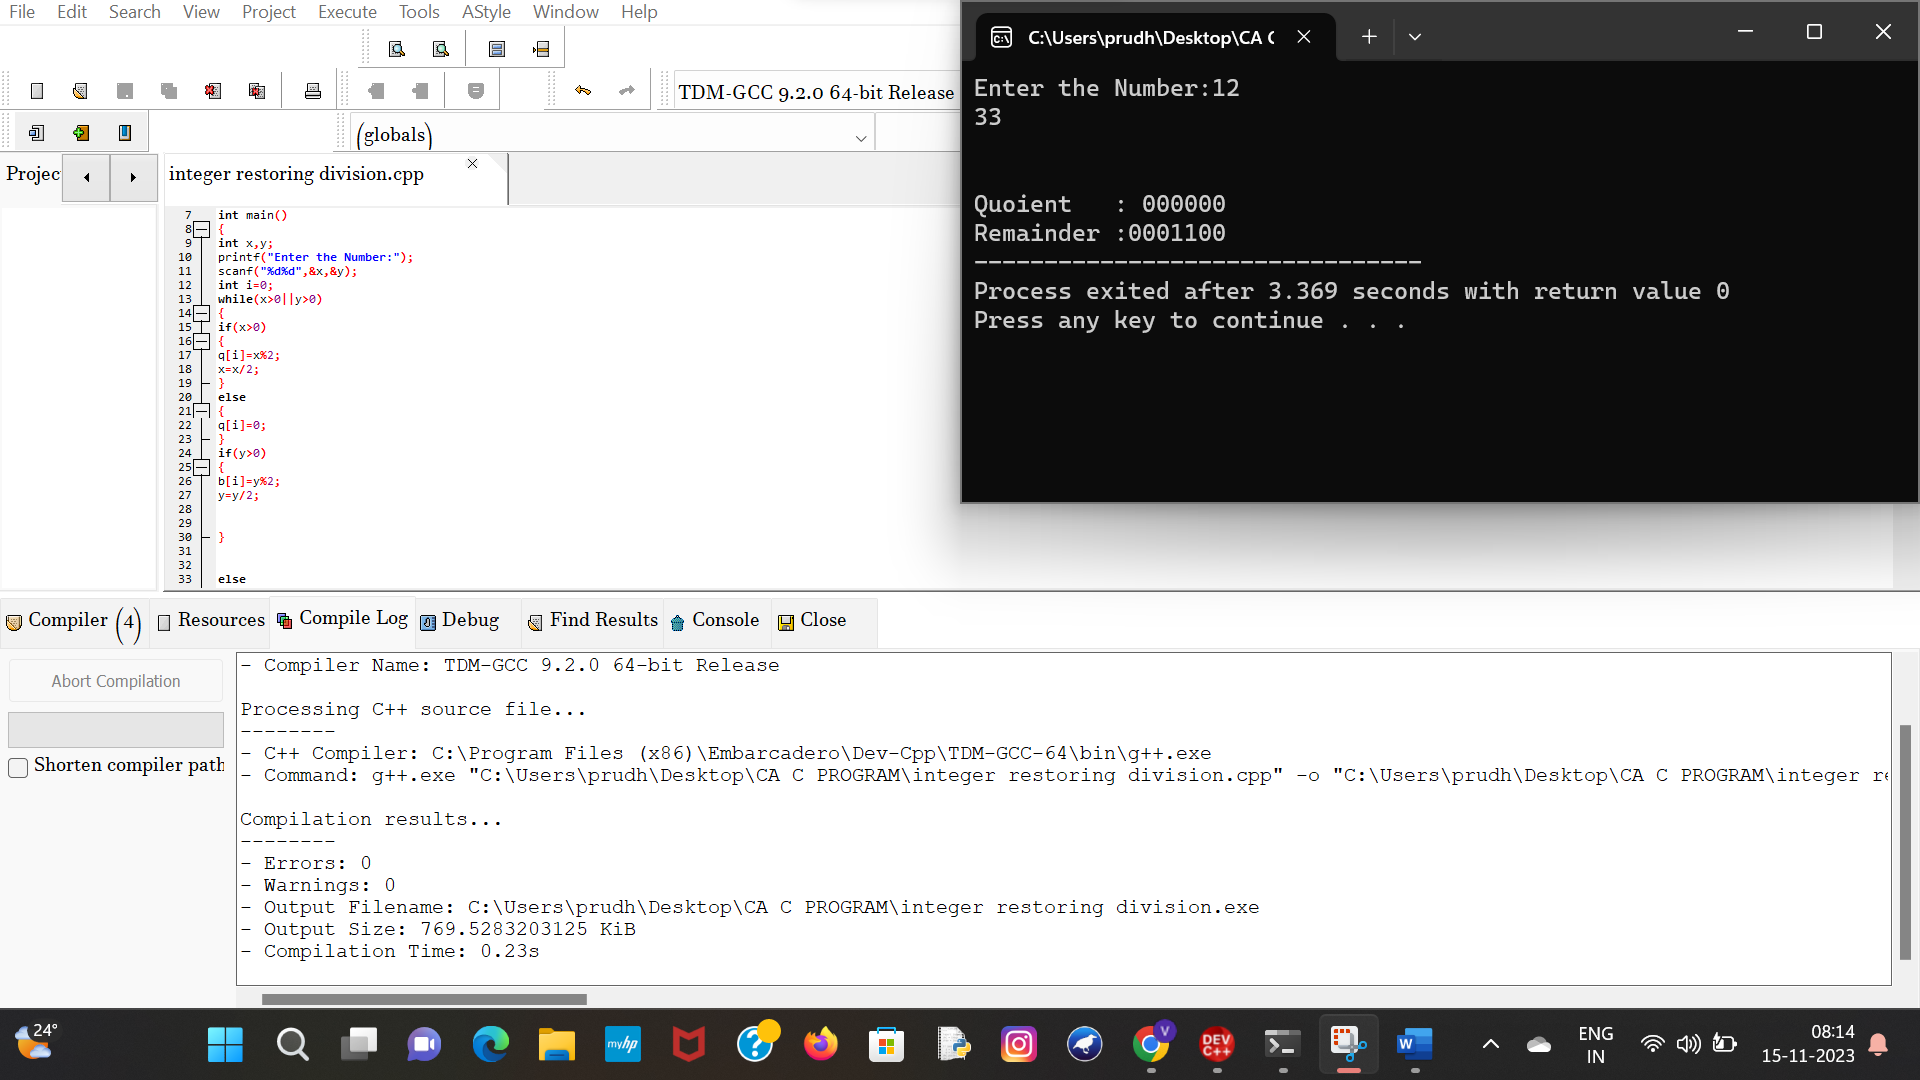 File Edit Search View Project Execute Tools AStyle Window Help
TDM-GCC 9.2.0 64-bit Release
(globals)
Projec
integer restoring division.cpp
7 int main()
8 {
9 int x,y;
10 printf("Enter the Number:");
11 scanf("%d%d",&x,&y);
12 int i=0;
13 while(x>0||y>0)
14 {
15 if(x>0)
16 {
17 q[i]=x%2;
18 x=x/2;
19 }
20 else
21 {
22 q[i]=0;
23 }
24 if(y>0)
25 {
26 b[i]=y%2;
27 y=y/2;
28
29
30 }
31
32
33 else
C:\Users\prudh\Desktop\CA C
Enter the Number:12
33
Quoient : 000000
Remainder :0001100
--------------------------------
Process exited after 3.369 seconds with return value 0
Press any key to continue . . .
Compiler (4) Resources Compile Log Debug Find Results Console Close
Abort Compilation
Shorten compiler path
- Compiler Name: TDM-GCC 9.2.0 64-bit Release
Processing C++ source file...
--------
- C++ Compiler: C:\Program Files (x86)\Embarcadero\Dev-Cpp\TDM-GCC-64\bin\g++.exe
- Command: g++.exe "C:\Users\prudh\Desktop\CA C PROGRAM\integer restoring division.cpp" -o "C:\Users\prudh\Desktop\CA C PROGRAM\integer re
Compilation results...
--------
- Errors: 0
- Warnings: 0
- Output Filename: C:\Users\prudh\Desktop\CA C PROGRAM\integer restoring division.exe
- Output Size: 769.5283203125 KiB
- Compilation Time: 0.23s
24°
myhp
V
DEV
C++
W
ENG
IN
08:14
15-11-2023